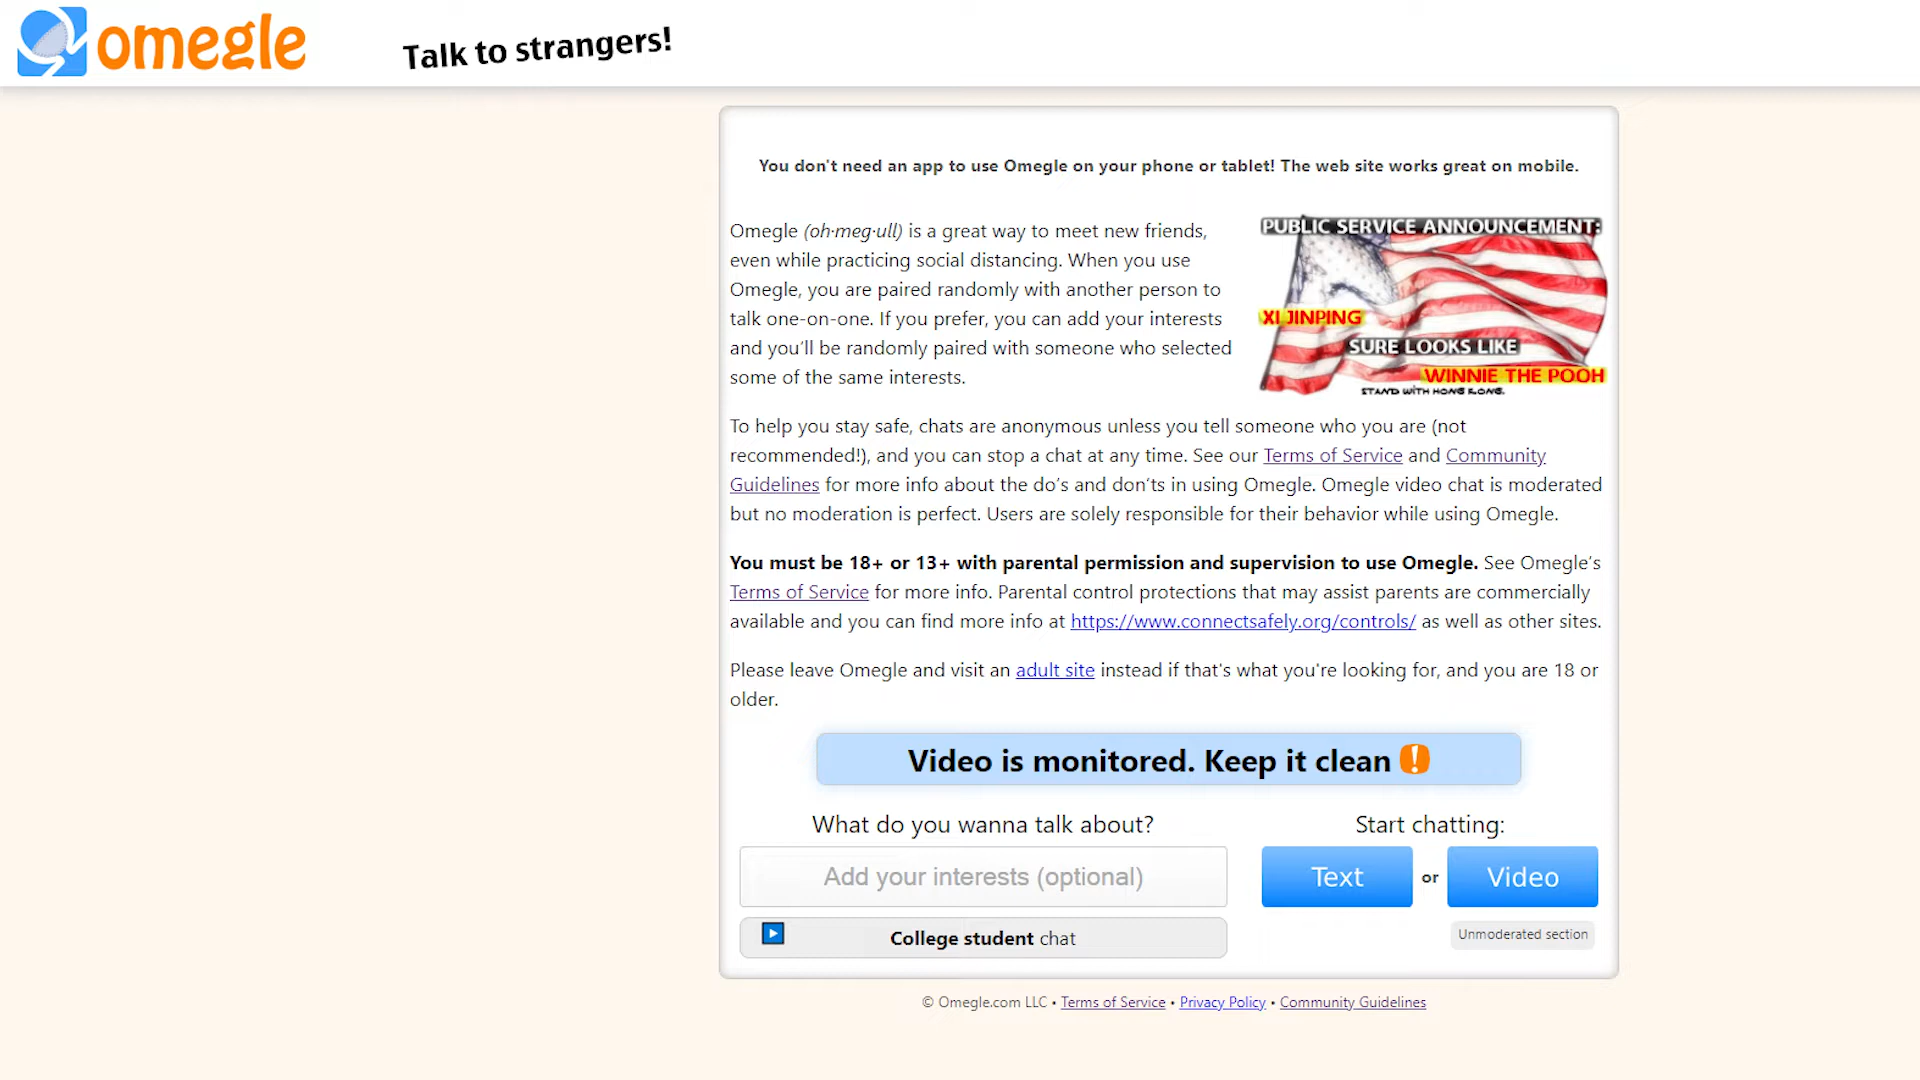 omegle
Talk to strangers!
You don't need an app to use Omegle on your phone or tablet! The web site works great on mobile.
Omegle (oh·meg·ull) is a great way to meet new friends,
even while practicing social distancing. When you use
Omegle, you are paired randomly with another person to
talk one-on-one. If you prefer, you can add your interests
and you’ll be randomly paired with someone who selected
some of the same interests.
PUBLIC SERVICE ANNOUNCEMENT:
XI JINPING
SURE LOOKS LIKE
WINNIE THE POOH
STAND WITH HONG KONG.
To help you stay safe, chats are anonymous unless you tell someone who you are (not
recommended!), and you can stop a chat at any time. See our Terms of Service and Community
Guidelines for more info about the do’s and don’ts in using Omegle. Omegle video chat is moderated
but no moderation is perfect. Users are solely responsible for their behavior while using Omegle.
You must be 18+ or 13+ with parental permission and supervision to use Omegle. See Omegle’s
Terms of Service for more info. Parental control protections that may assist parents are commercially
available and you can find more info at https://www.connectsafely.org/controls/ as well as other sites.
Please leave Omegle and visit an adult site instead if that's what you're looking for, and you are 18 or
older.
Video is monitored. Keep it clean !
What do you wanna talk about?
Start chatting:
Add your interests (optional)
Text or Video
College student chat
Unmoderated section
© Omegle.com LLC • Terms of Service • Privacy Policy • Community Guidelines